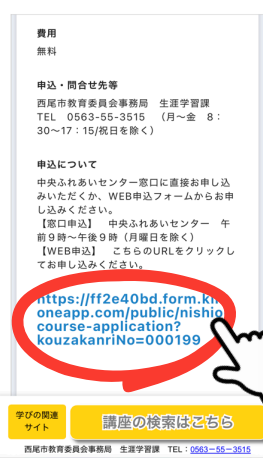 費用
無料
申込・問合せ先等
西尾市教育委員会事務局 生涯学習課
TEL 0563-55-3515 （月～金 8：
30～17：15/祝日を除く）
申込について
中央ふれあいセンター窓口に直接お申し込
みいただくか、WEB申込フォームからお申
し込みください。
【窓口申込】 中央ふれあいセンター 午
前９時～午後９時（月曜日を除く）
【WEB申込】 こちらのURLをクリックし
てお申し込みください。
https://ff2e40bd.form.kin
oneapp.com/public/nishio
course-application?
kouzakanriNo=000199
学びの関連
サイト
講座の検索はこちら
西尾市教育委員会事務局 生涯学習課 TEL：0563－55－3515